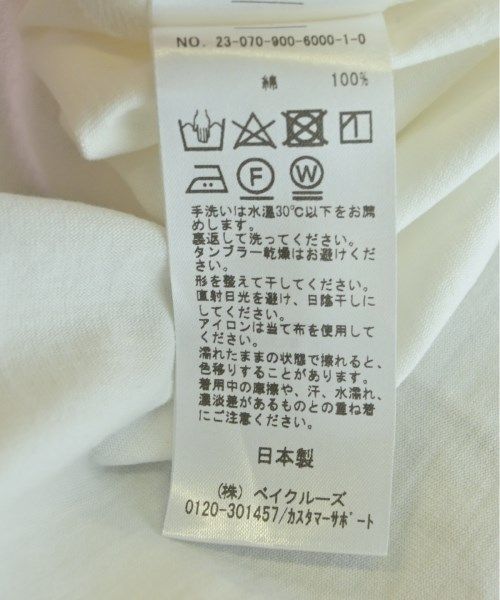 NO. 23-070-900-6000-1-0
綿 100%
F W
手洗いは水温30℃以下をお薦
めします。
裏返して洗ってください。
タンブラー乾燥はお避けくだ
さい。
形を整えて干してください。
直射日光を避け、日陰干しに
してください。
アイロンは当て布を使用して
ください。
濡れたままの状態で擦れると、
色移りすることがあります。
着用中の摩擦や、汗、水濡れ、
濃淡差があるものとの重ね着
にご注意ください。
日本製
(株) ベイクルーズ
0120-301457/カスタマーサポート